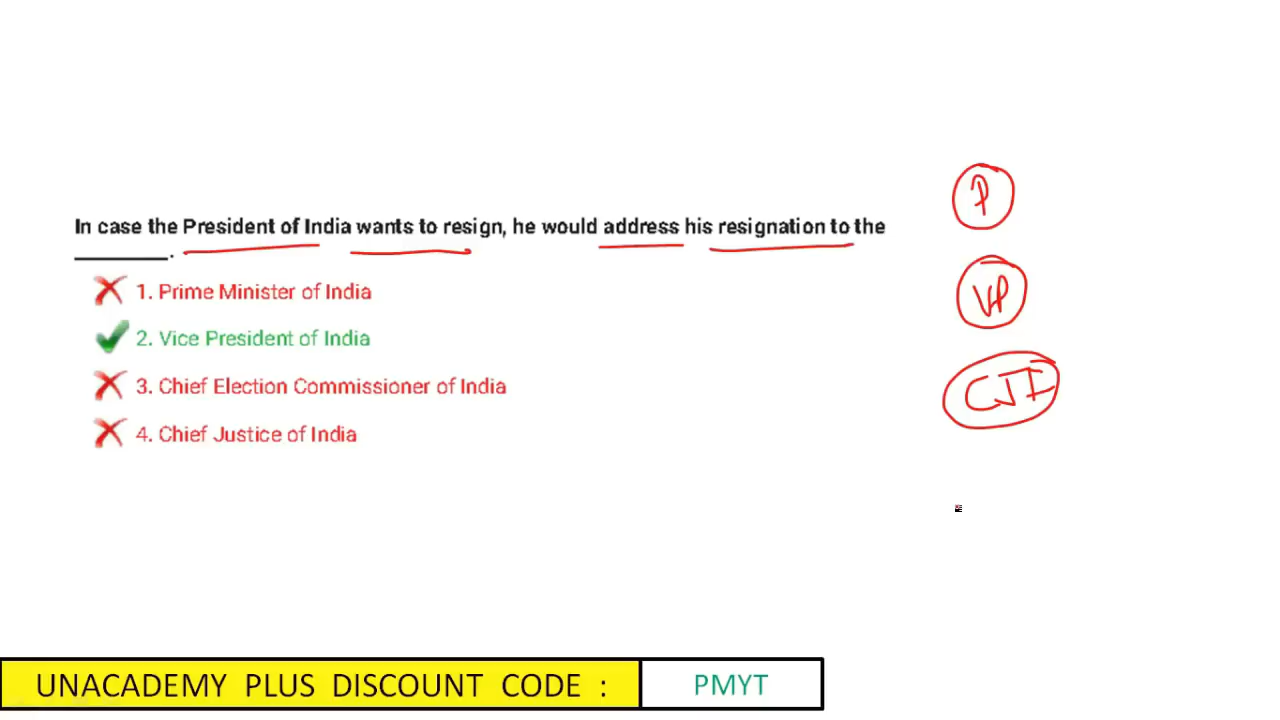 In case the President of India wants to resign, he would address his resignation to the
________.
1. Prime Minister of India
2. Vice President of India
3. Chief Election Commissioner of India
4. Chief Justice of India
P
VP
CJI
UNACADEMY PLUS DISCOUNT CODE : PMYT